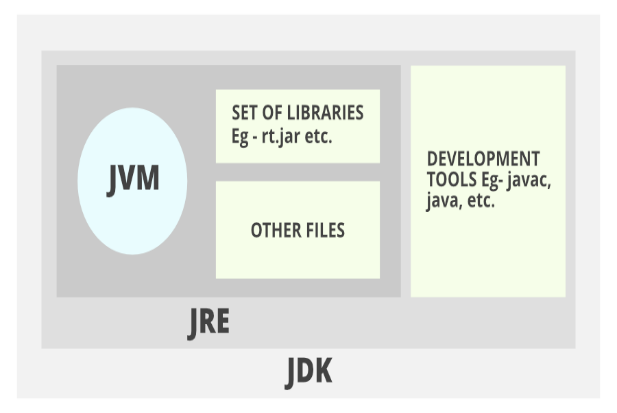 JVM
SET OF LIBRARIES
Eg - rt.jar etc.
OTHER FILES
DEVELOPMENT
TOOLS Eg- javac,
java, etc.
JRE
JDK